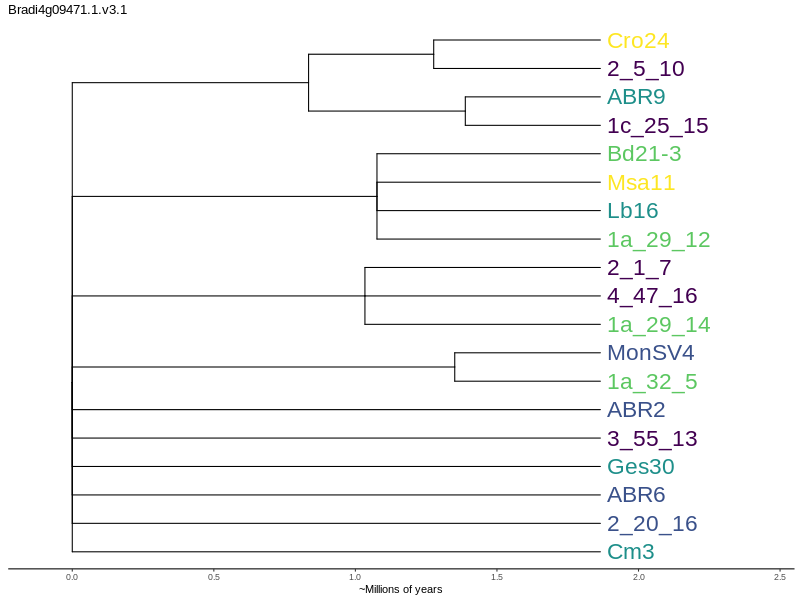 Bradi4g09471.1.v3.1
Cro24
2_5_10
ABR9
1c_25_15
Bd21-3
Msa11
Lb16
1a_29_12
2_1_7
4_47_16
1a_29_14
MonSV4
1a_32_5
ABR2
3_55_13
Ges30
ABR6
2_20_16
Cm3
0.0 0.5 1.0 1.5 2.0 2.5
~Millions of years